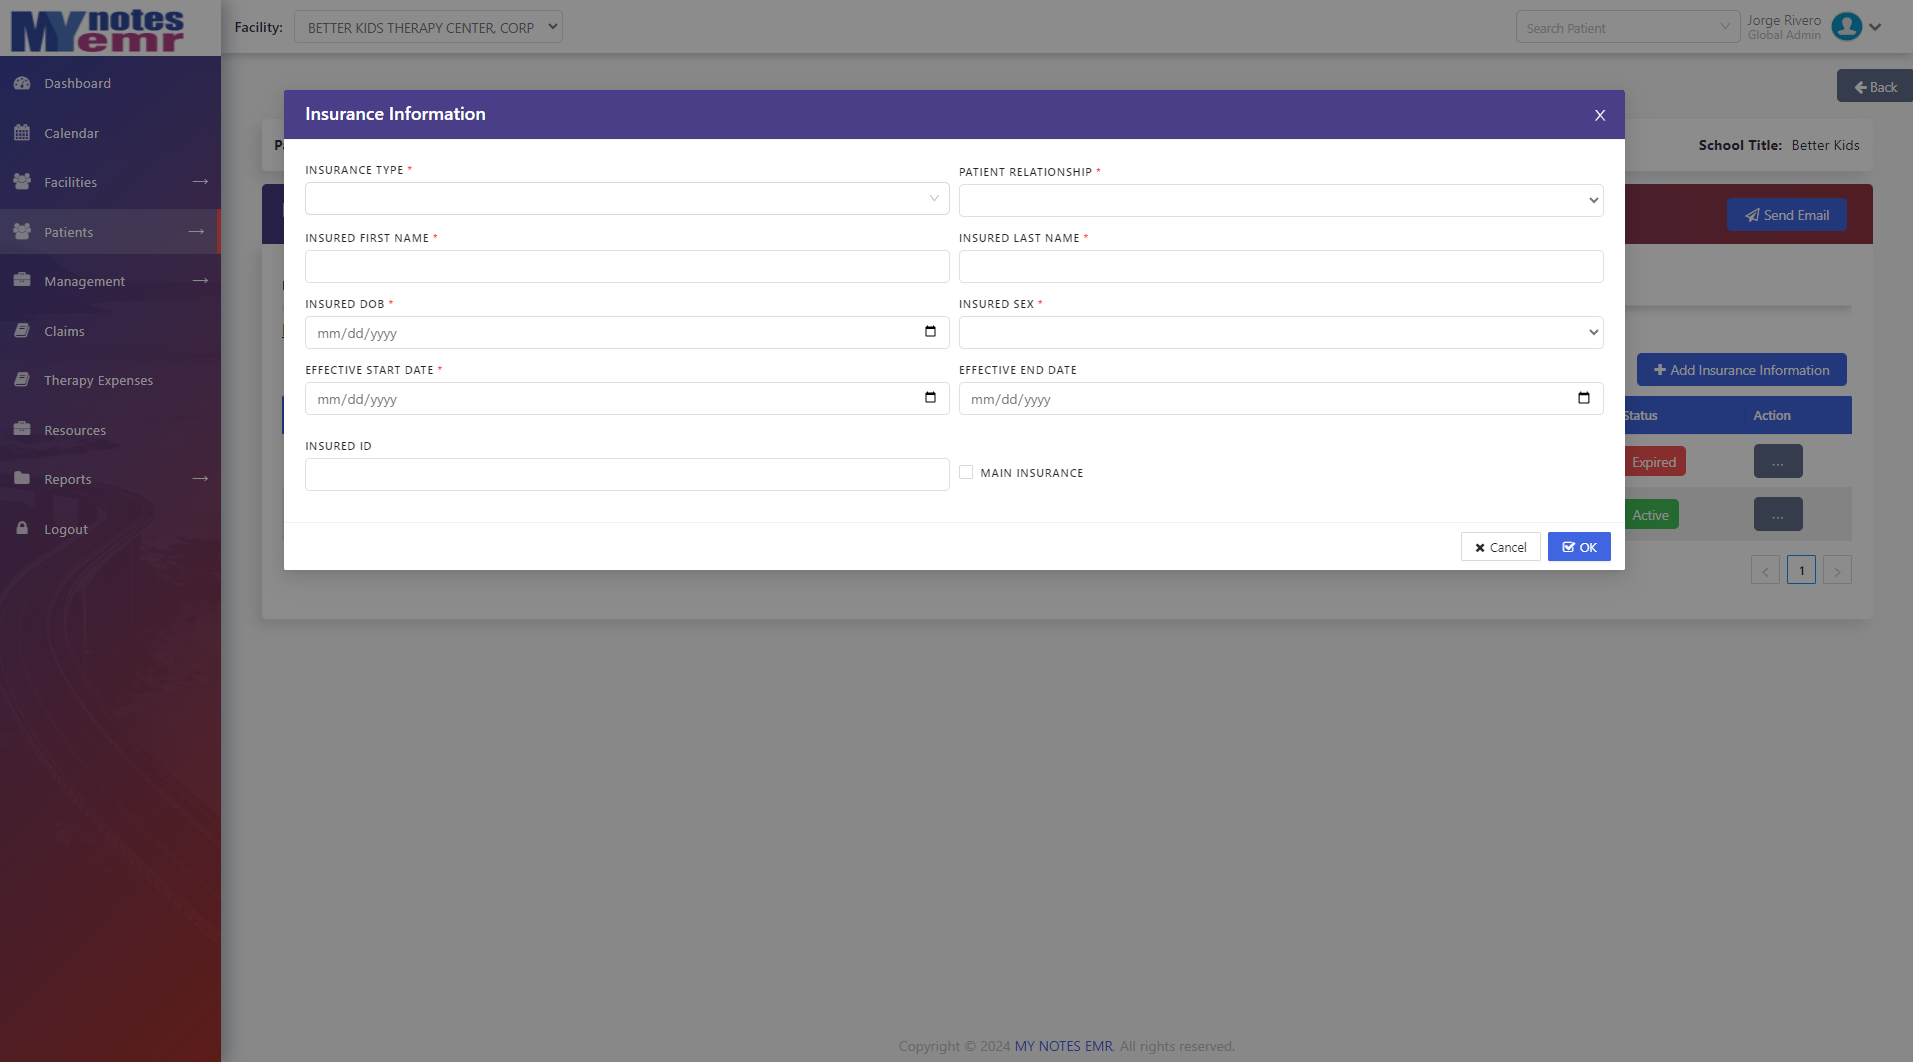 MYnotes
emr
Facility:
BETTER KIDS THERAPY CENTER, CORP
Search Patient
Jorge Rivero
Global Admin
Dashboard
Calendar
Facilities
Patients
Management
Claims
Therapy Expenses
Resources
Reports
Logout
Back
School Title: Better Kids
Send Email
Add Insurance Information
Status
Action
Expired
...
Active
...
<
1
>
Insurance Information
X
INSURANCE TYPE *
PATIENT RELATIONSHIP *
INSURED FIRST NAME *
INSURED LAST NAME *
INSURED DOB *
mm/dd/yyyy
INSURED SEX *
EFFECTIVE START DATE *
mm/dd/yyyy
EFFECTIVE END DATE
mm/dd/yyyy
INSURED ID
MAIN INSURANCE
Cancel
OK
Copyright © 2024 MY NOTES EMR. All rights reserved.